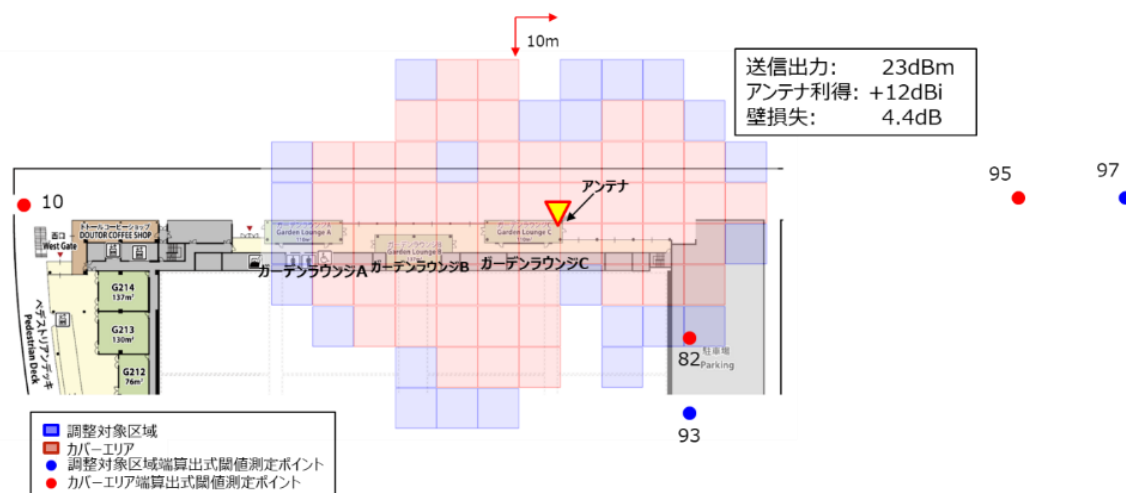 10m
送信出力: 23dBm
アンテナ利得: +12dBi
壁損失: 4.4dB
95
97
10
アンテナ
西口
West Gate
ドトールコーヒーショップ
DOUTOR COFFEE SHOP
Garden Lounge A
Garden Lounge C
ガーデンラウンジA
ガーデンラウンジB
ガーデンラウンジC
G214
137m²
G213
130m²
G212
76m²
ペデストリアンデッキ
Pedestrian Deck
82
駐車場
Parking
93
調整対象区域
カバーエリア
調整対象区域端算出式閾値測定ポイント
カバーエリア端算出式閾値測定ポイント